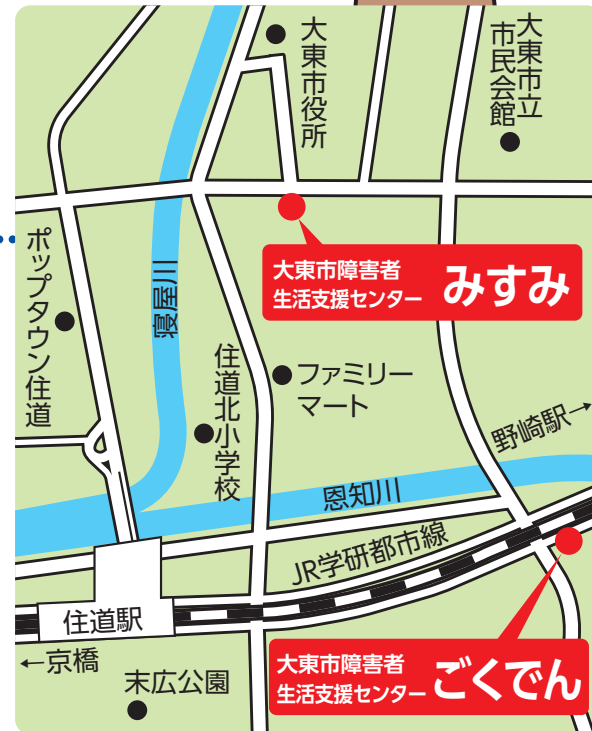 大東市役所
大東市立
市民会館
大東市障害者
生活支援センター みすみ
ポップタウン住道
寝屋川
住道北小学校
ファミリー
マート
野崎駅→
恩知川
JR学研都市線
住道駅
←京橋
末広公園
大東市障害者
生活支援センター ごくでん